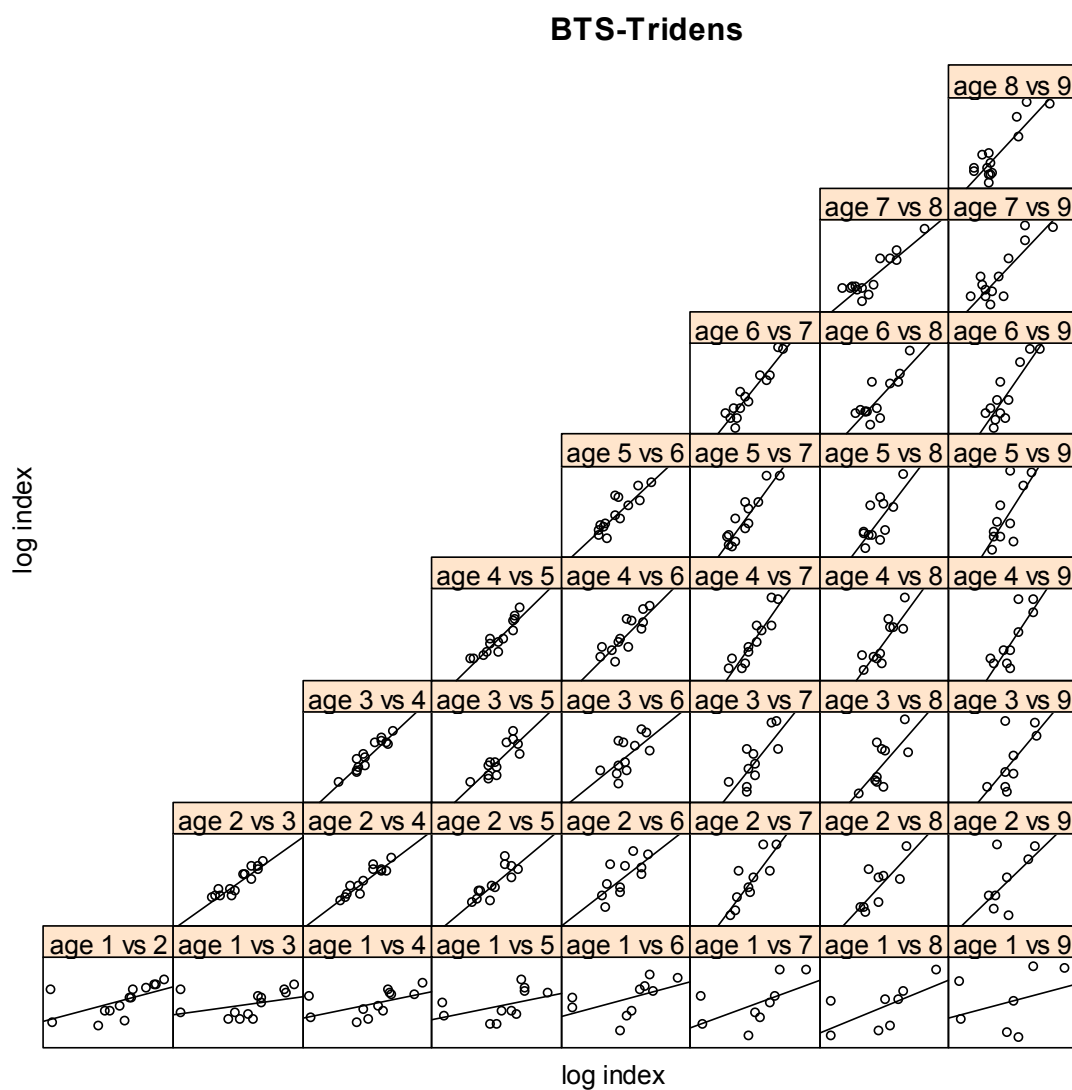 BTS-Tridens
age 8 vs 9
age 7 vs 8 age 7 vs 9
age 6 vs 7 age 6 vs 8 age 6 vs 9
age 5 vs 6 age 5 vs 7 age 5 vs 8 age 5 vs 9
log index
age 4 vs 5 age 4 vs 6 age 4 vs 7 age 4 vs 8 age 4 vs 9
age 3 vs 4 age 3 vs 5 age 3 vs 6 age 3 vs 7 age 3 vs 8 age 3 vs 9
age 2 vs 3 age 2 vs 4 age 2 vs 5 age 2 vs 6 age 2 vs 7 age 2 vs 8 age 2 vs 9
age 1 vs 2 age 1 vs 3 age 1 vs 4 age 1 vs 5 age 1 vs 6 age 1 vs 7 age 1 vs 8 age 1 vs 9
log index